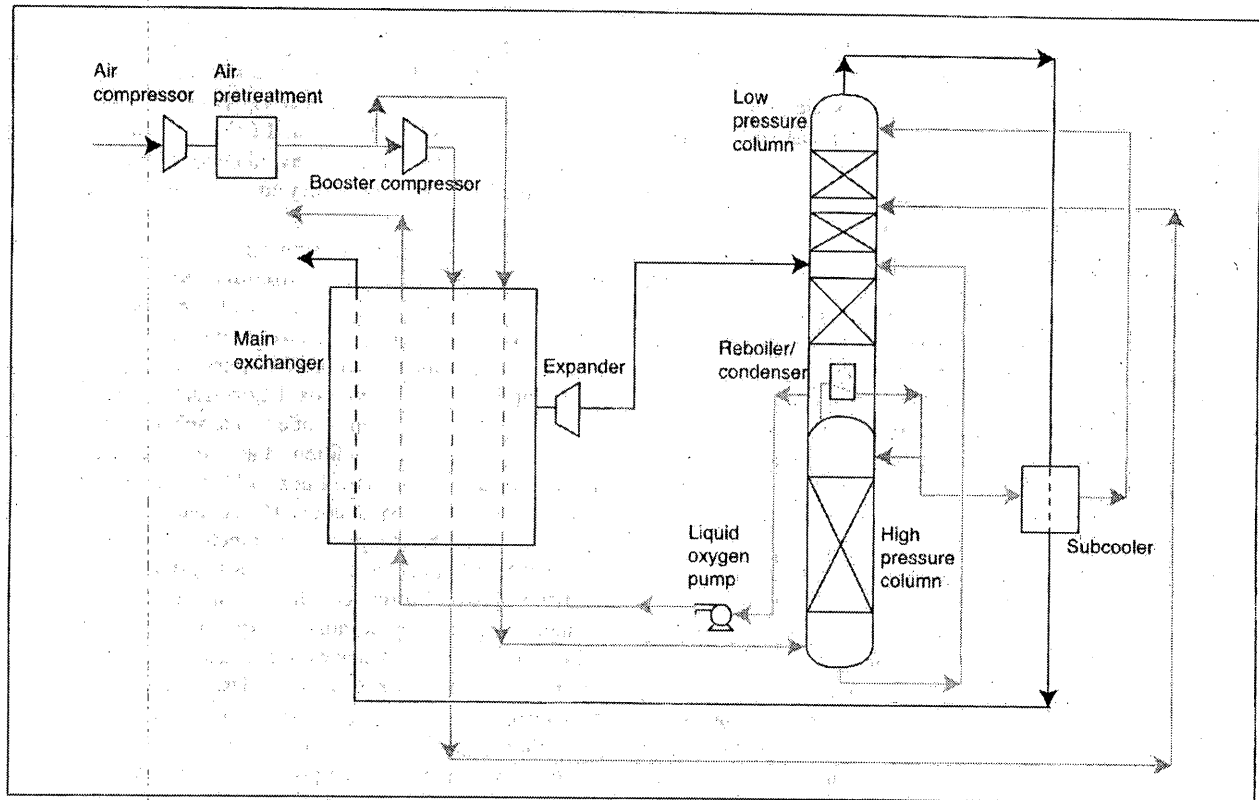 Air
compressor
Air
pretreatment
Booster compressor
Low
pressure
column
Main
exchanger
Expander
Reboiler/
condenser
Liquid
oxygen
pump
High
pressure
column
Subcooler